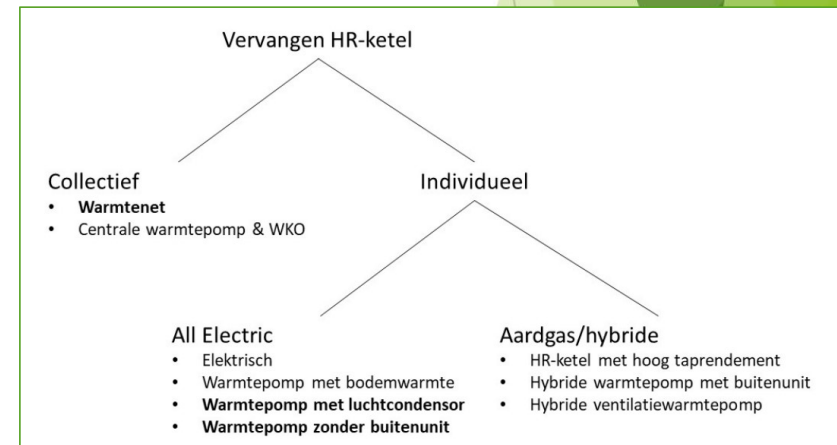 Vervangen HR-ketel
Collectief
• Warmtenet
• Centrale warmtepomp & WKO
Individueel
All Electric
• Elektrisch
• Warmtepomp met bodemwarmte
• Warmtepomp met luchtcondensor
• Warmtepomp zonder buitenunit
Aardgas/hybride
• HR-ketel met hoog taprendement
• Hybride warmtepomp met buitenunit
• Hybride ventilatiewarmtepomp